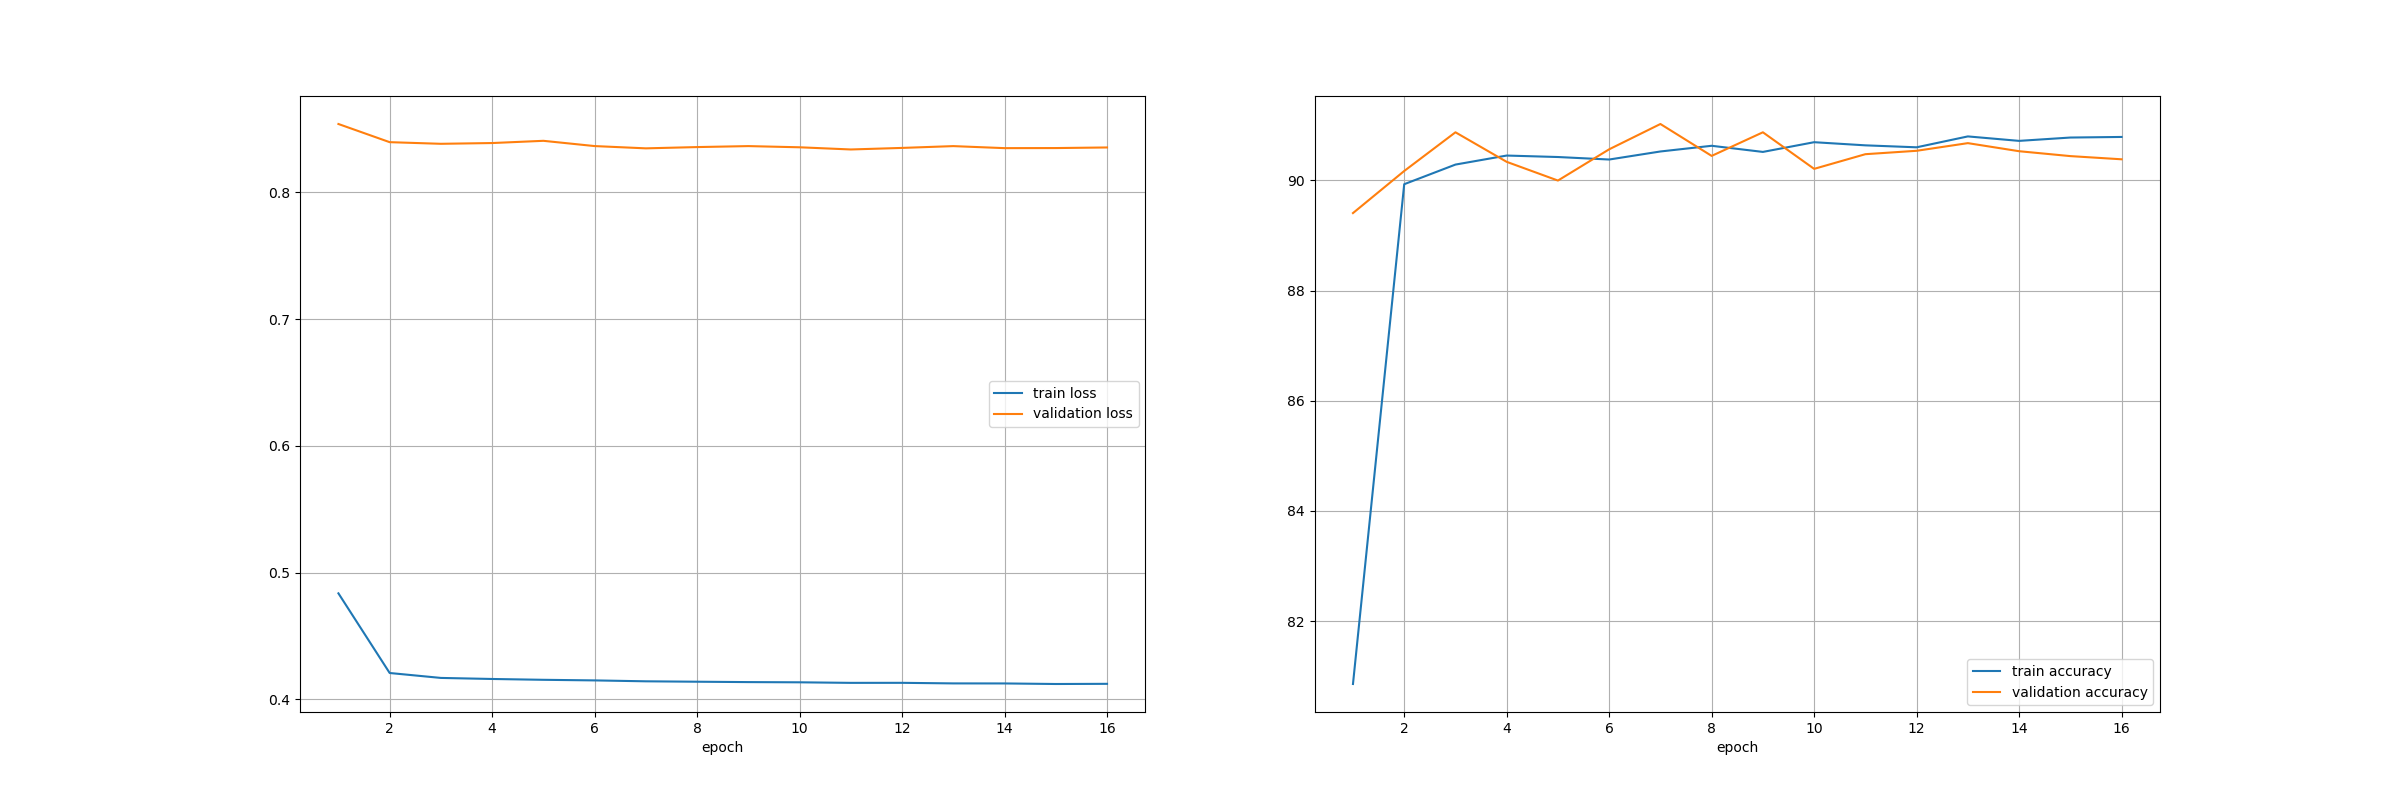 0.8
0.7
0.6
0.5
0.4
2 4 6 8 10 12 14 16
epoch
train loss
validation loss
90
88
86
84
82
2 4 6 8 10 12 14 16
epoch
train accuracy
validation accuracy